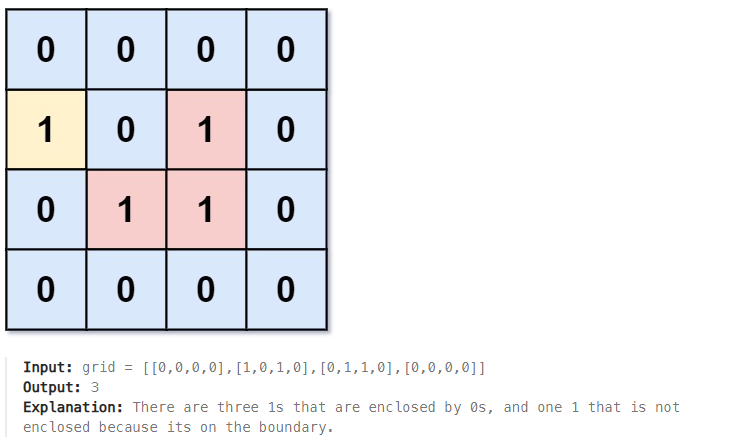 0 0 0 0
1 0 1 0
0 1 1 0
0 0 0 0
Input: grid = [[0,0,0,0],[1,0,1,0],[0,1,1,0],[0,0,0,0]]
Output: 3
Explanation: There are three 1s that are enclosed by 0s, and one 1 that is not
enclosed because its on the boundary.